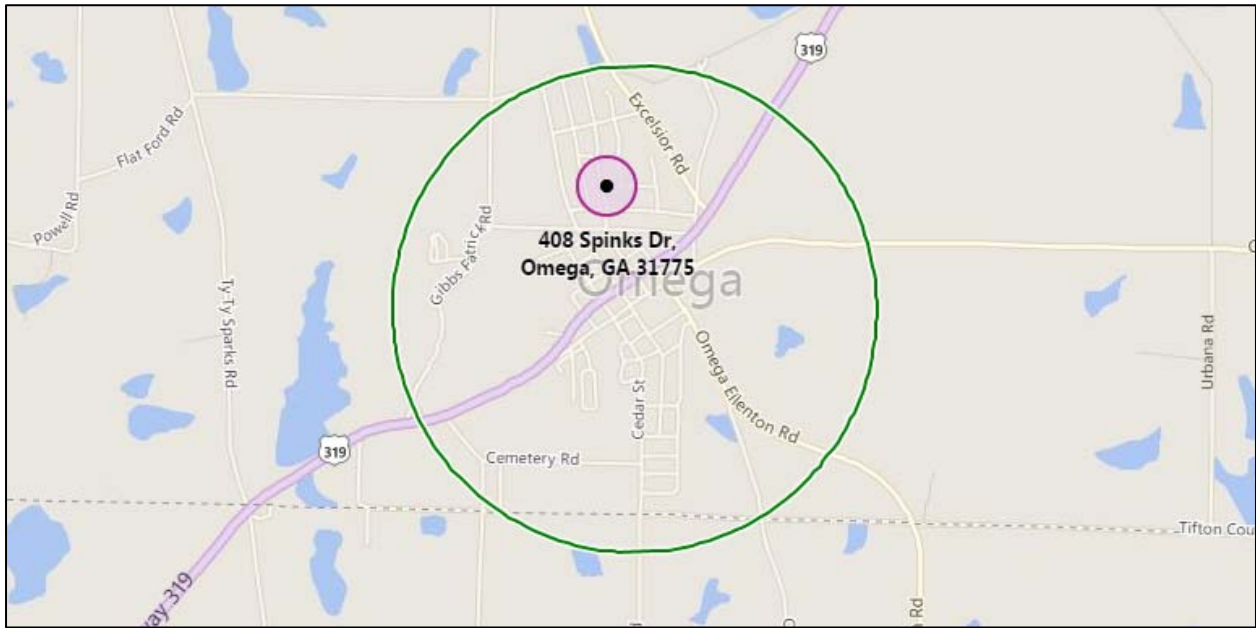 319
Excelsior Rd
Flat Ford Rd
Powell Rd
Gibbs Patrick Rd
408 Spinks Dr,
Omega, GA 31775
Omega
Ty-Ty Sparks Rd
Urbana Rd
Omega Eilenton Rd
Cedar St
319
Cemetery Rd
Tifton Cou
way 319
Rd